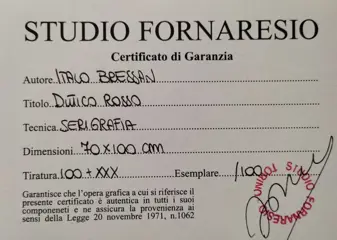 STUDIO FORNARESIO
Certificato di Garanzia
Autore: ITALO BRESSAN
Titolo DITTICO ROSSO
Tecnica SERIGRAFIA
Dimensioni 70x100 cm
Tiratura 100 + XXX Esemplare /100
Garantisce che l'opera grafica a cui si riferisce il
presente certificato è autentica in tutti i suoi
componenti e ne assicura la provenienza ai
sensi della Legge 20 novembre 1971, n.1062
STUDIO FORNARESIO TORINO